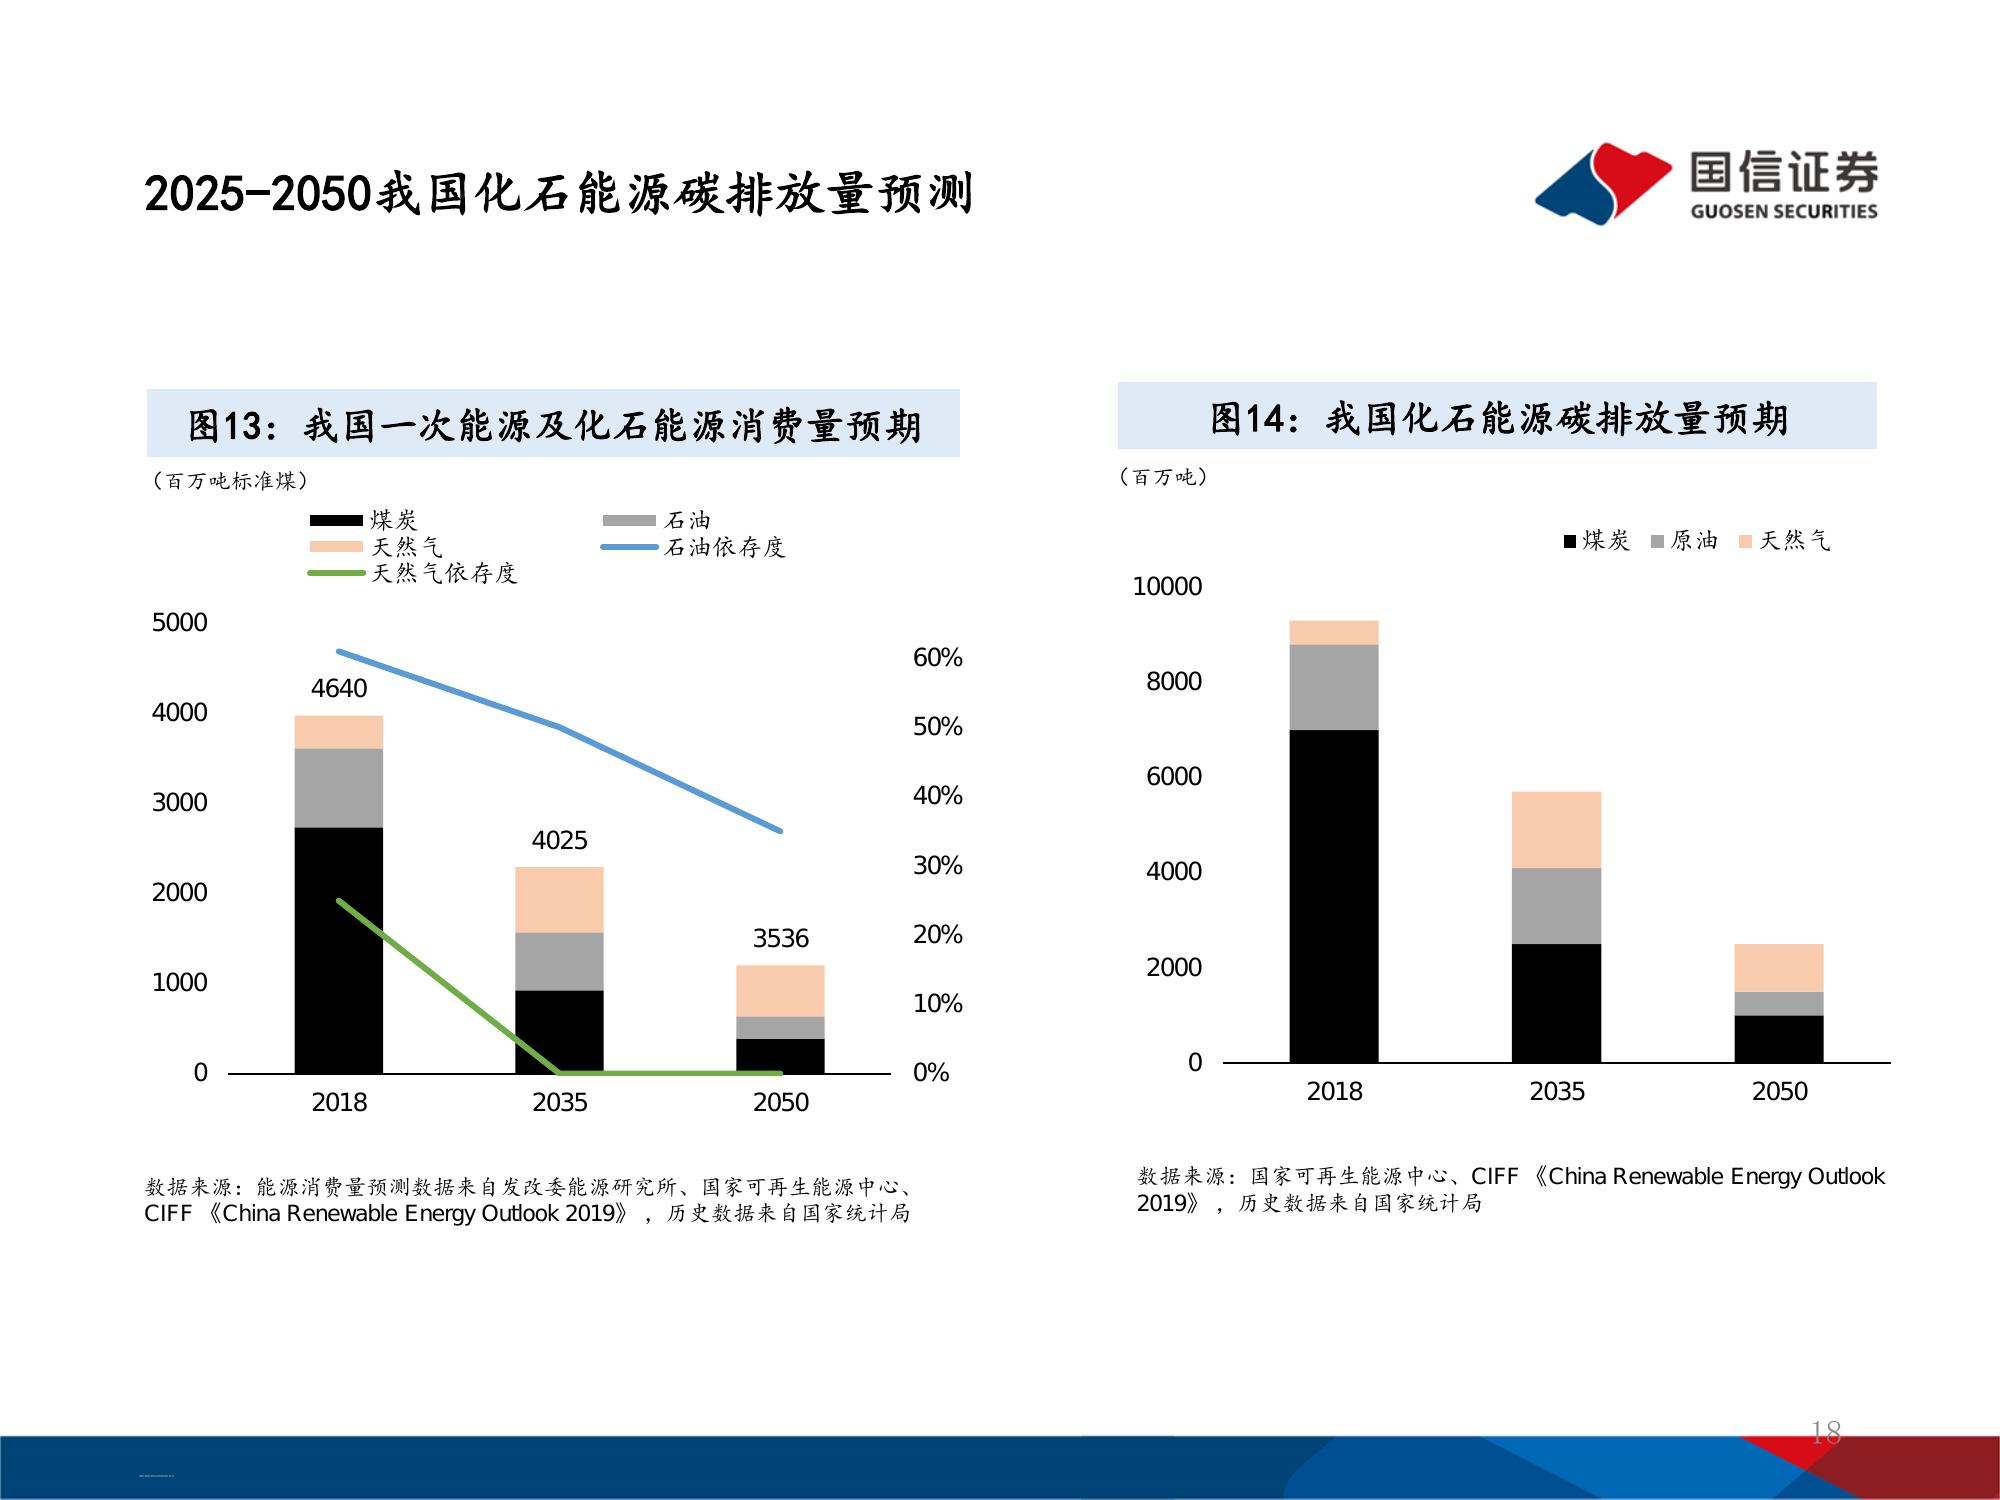 2025-2050我国化石能源碳排放量预测
国信证券
GUOSEN SECURITIES
图13：我国一次能源及化石能源消费量预期
（百万吨标准煤）
煤炭
石油
天然气
石油依存度
天然气依存度
5000
4000
3000
2000
1000
0
60%
50%
40%
30%
20%
10%
0%
4640
4025
3536
2018
2035
2050
数据来源：能源消费量预测数据来自发改委能源研究所、国家可再生能源中心、
CIFF 《China Renewable Energy Outlook 2019》 ，历史数据来自国家统计局
图14：我国化石能源碳排放量预期
（百万吨）
煤炭 原油 天然气
10000
8000
6000
4000
2000
0
2018
2035
2050
数据来源：国家可再生能源中心、CIFF 《China Renewable Energy Outlook
2019》 ，历史数据来自国家统计局
18